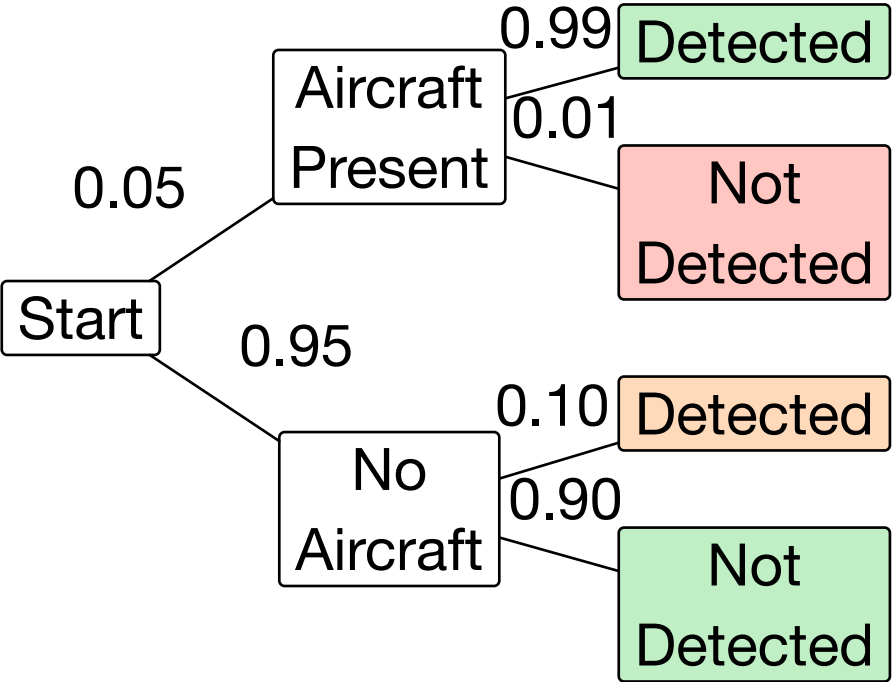 0.99
Detected
Aircraft
Present
0.01
Not
Detected
0.05
Start
0.95
0.10
Detected
No
Aircraft
0.90
Not
Detected